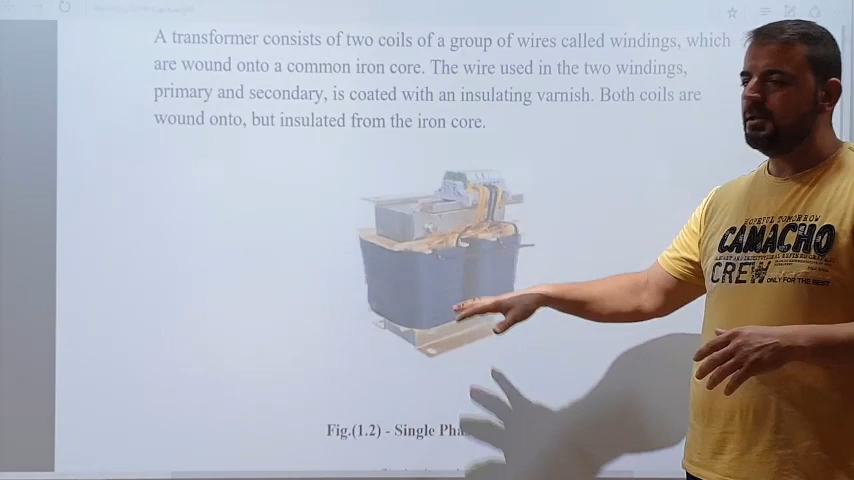 A transformer consists of two coils of a group of wires called windings, which
are wound onto a common iron core. The wire used in the two windings,
primary and secondary, is coated with an insulating varnish. Both coils are
wound onto, but insulated from the iron core.
Fig.(1.2) - Single Pha
HOPEFUL TOMORROW
CAMACHO
CREW
ONLY FOR THE BEST